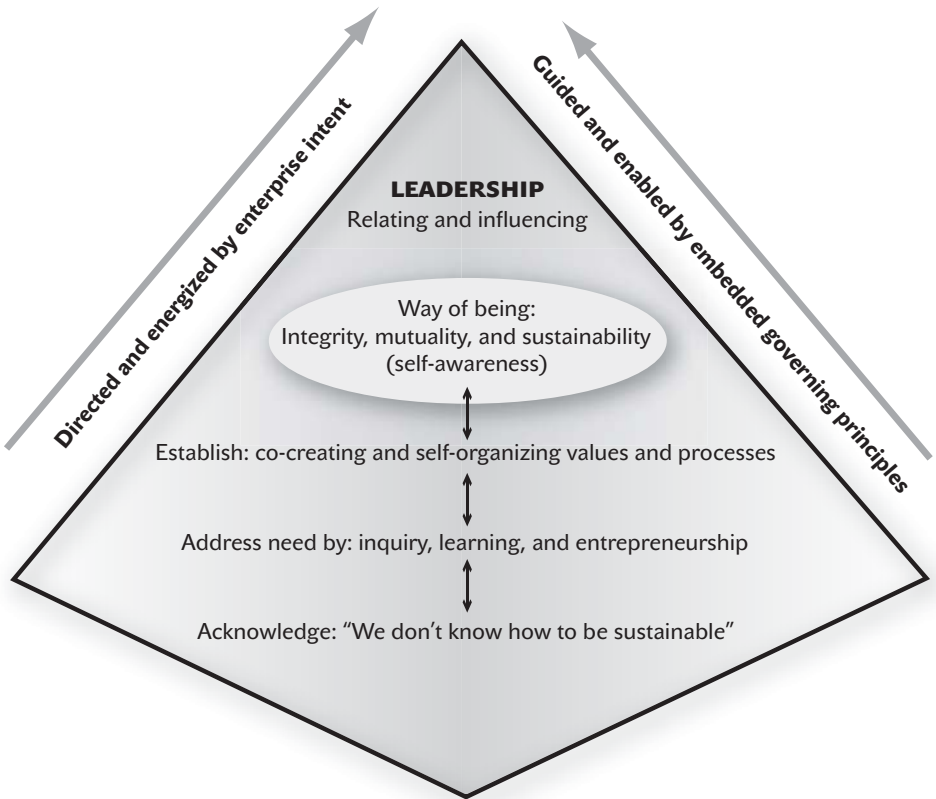 Directed and energized by enterprise intent
Guided and enabled by embedded governing principles
LEADERSHIP
Relating and influencing
Way of being:
Integrity, mutuality, and sustainability
(self-awareness)
Establish: co-creating and self-organizing values and processes
Address need by: inquiry, learning, and entrepreneurship
Acknowledge: “We don’t know how to be sustainable”